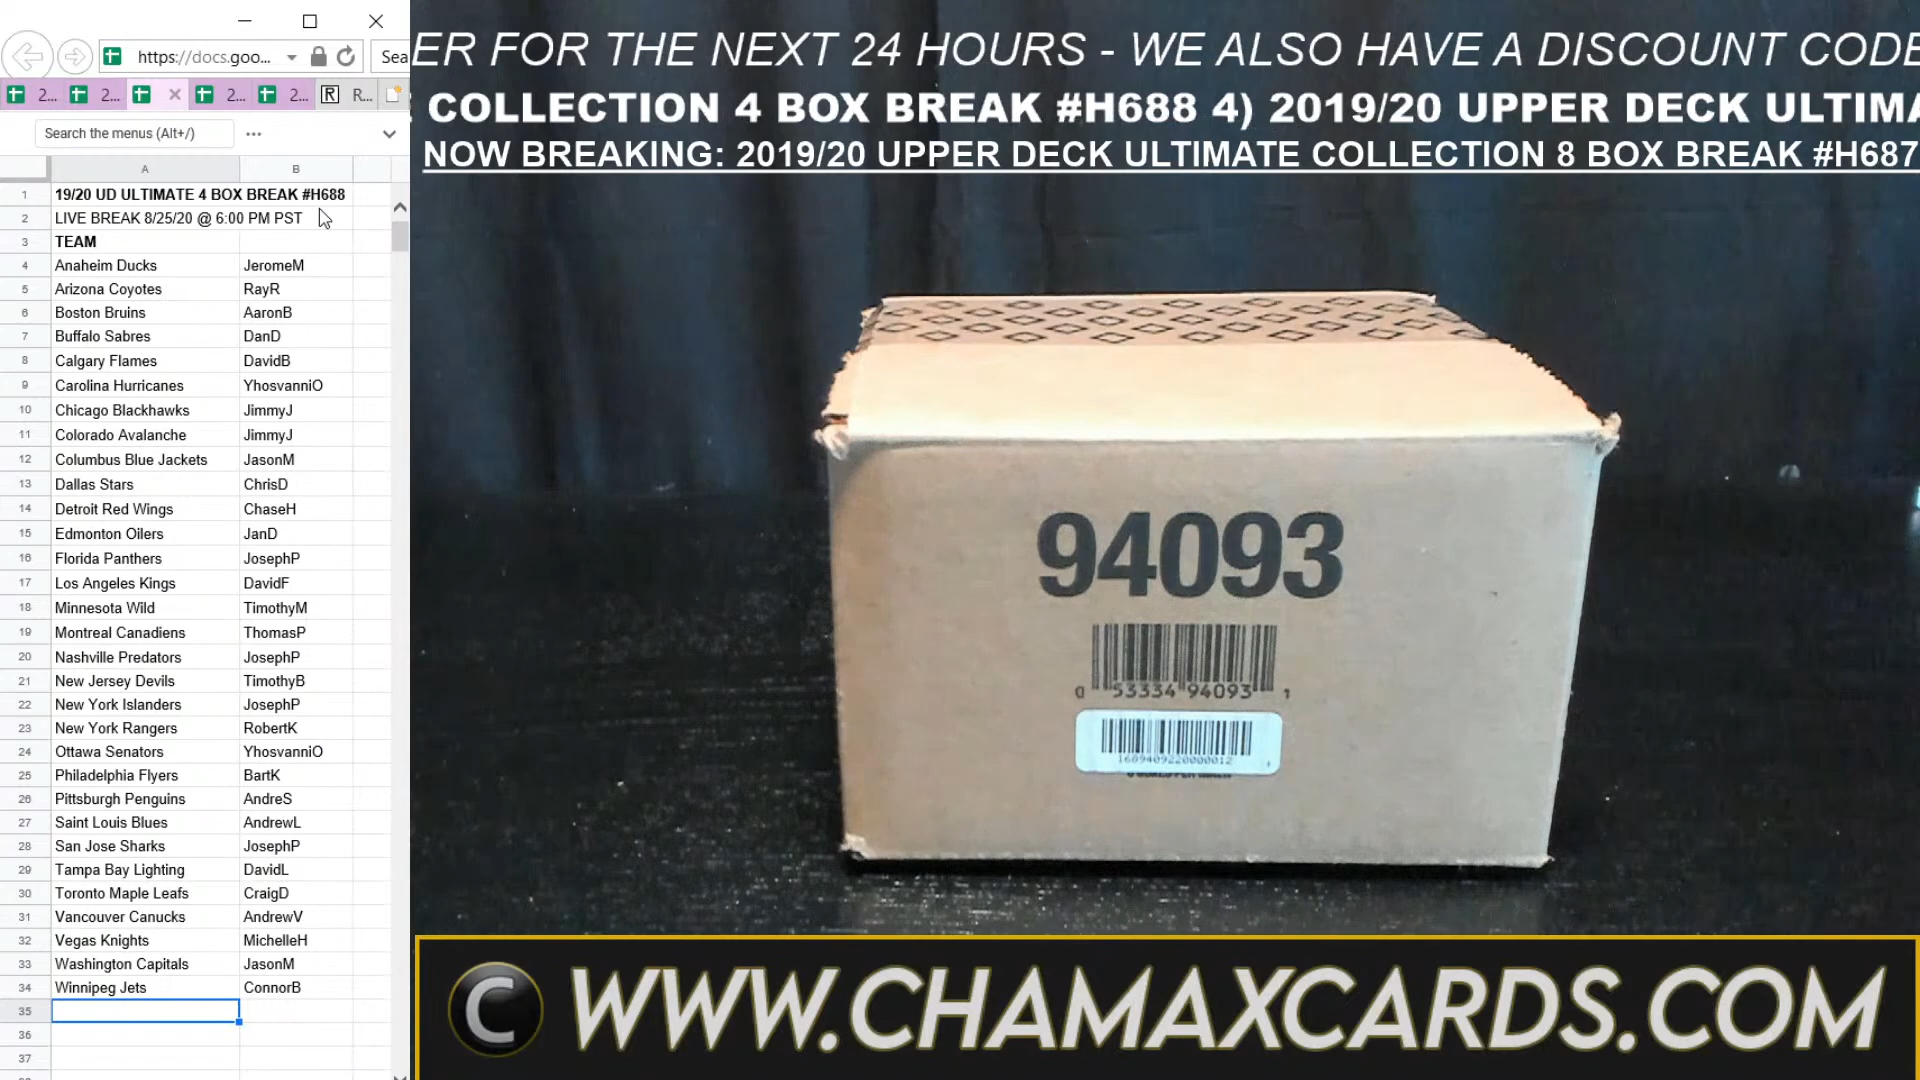 https://docs.goo...
Sea
2...
2...
2...
2...
R...
Search the menus (Alt+/)
ER FOR THE NEXT 24 HOURS - WE ALSO HAVE A DISCOUNT CODE
COLLECTION 4 BOX BREAK #H688 4) 2019/20 UPPER DECK ULTIMA
NOW BREAKING: 2019/20 UPPER DECK ULTIMATE COLLECTION 8 BOX BREAK #H687
A B
1 19/20 UD ULTIMATE 4 BOX BREAK #H688
2 LIVE BREAK 8/25/20 @ 6:00 PM PST
3 TEAM
4 Anaheim Ducks JeromeM
5 Arizona Coyotes RayR
6 Boston Bruins AaronB
7 Buffalo Sabres DanD
8 Calgary Flames DavidB
9 Carolina Hurricanes YhosvanniO
10 Chicago Blackhawks JimmyJ
11 Colorado Avalanche JimmyJ
12 Columbus Blue Jackets JasonM
13 Dallas Stars ChrisD
14 Detroit Red Wings ChaseH
15 Edmonton Oilers JanD
16 Florida Panthers JosephP
17 Los Angeles Kings DavidF
18 Minnesota Wild TimothyM
19 Montreal Canadiens ThomasP
20 Nashville Predators JosephP
21 New Jersey Devils TimothyB
22 New York Islanders JosephP
23 New York Rangers RobertK
24 Ottawa Senators YhosvanniO
25 Philadelphia Flyers BartK
26 Pittsburgh Penguins AndreS
27 Saint Louis Blues AndrewL
28 San Jose Sharks JosephP
29 Tampa Bay Lighting DavidL
30 Toronto Maple Leafs CraigD
31 Vancouver Canucks AndrewV
32 Vegas Knights MichelleH
33 Washington Capitals JasonM
34 Winnipeg Jets ConnorB
35
36
37
94093
0 53334 94093 1
C WWW.CHAMAXCARDS.COM